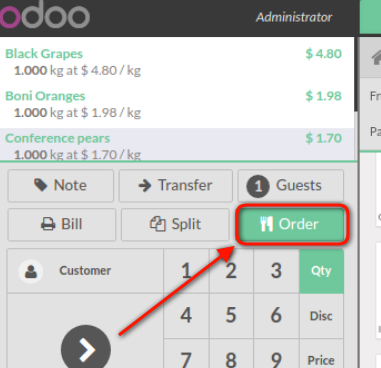 odoo
Administrator
Black Grapes $ 4.80
1.000 kg at $ 4.80 / kg
Boni Oranges $ 1.98
1.000 kg at $ 1.98 / kg
Conference pears $ 1.70
1.000 kg at $ 1.70 / kg
Note Transfer 1 Guests
Bill Split Order
Customer 1 2 3 Qty
4 5 6 Disc
7 8 9 Price